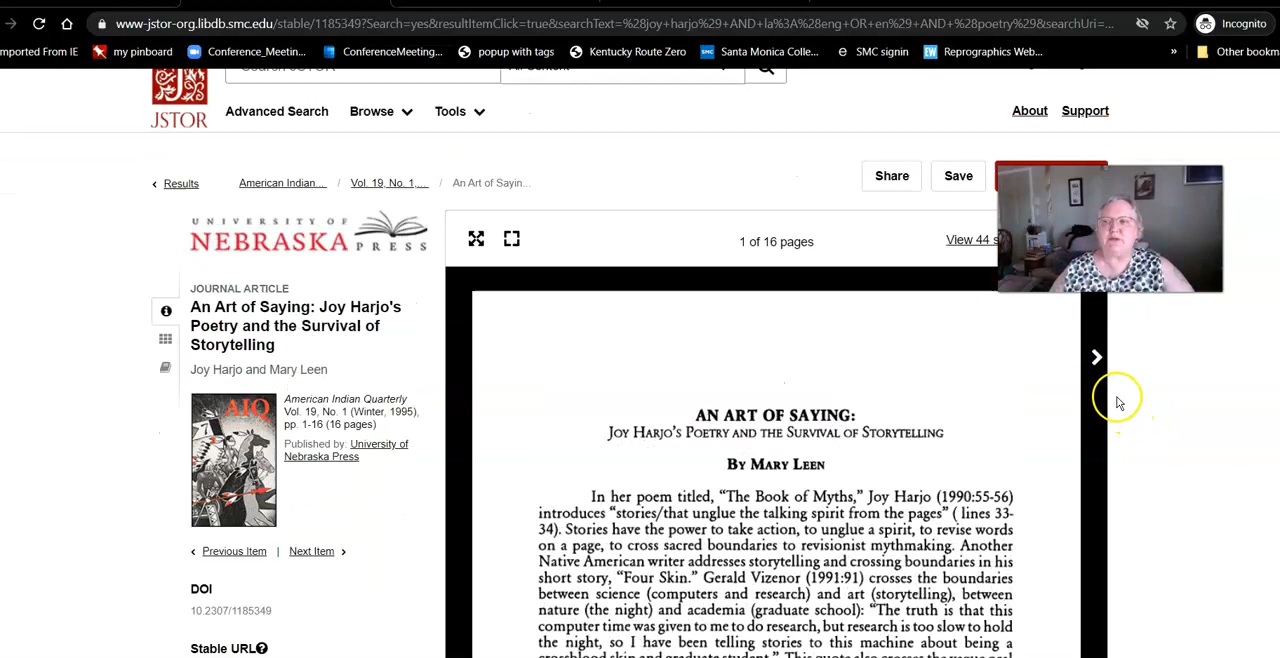 www-jstor-org.libdb.smc.edu/stable/1185349?Search=yes&resultItemClick=true&searchText=%28joy+harjo%29+AND+la%3A%28eng+OR+en%29+AND+%28poetry%29&searchUri=...
Incognito
mported From IE my pinboard Conference_Meetin... ConferenceMeeting... popup with tags Kentucky Route Zero Santa Monica Colle... SMC signin Reprographics Web... » Other bookm
JSTOR
Advanced Search Browse Tools About Support
Results American Indian... / Vol. 19, No. 1,... / An Art of Sayin... Share Save
UNIVERSITY OF
NEBRASKA PRESS
1 of 16 pages View 44 s
JOURNAL ARTICLE
An Art of Saying: Joy Harjo's
Poetry and the Survival of
Storytelling
Joy Harjo and Mary Leen
AIQ
American Indian Quarterly
Vol. 19, No. 1 (Winter, 1995),
pp. 1-16 (16 pages)
Published by: University of
Nebraska Press
Previous Item | Next Item
DOI
10.2307/1185349
Stable URL
AN ART OF SAYING:
JOY HARJO'S POETRY AND THE SURVIVAL OF STORYTELLING
BY MARY LEEN
In her poem titled, "The Book of Myths," Joy Harjo (1990:55-56)
introduces "stories/that unglue the talking spirit from the pages" ( lines 33-
34). Stories have the power to take action, to unglue a spirit, to revise words
on a page, to cross sacred boundaries to revisionist mythmaking. Another
Native American writer addresses storytelling and crossing boundaries in his
short story, "Four Skin." Gerald Vizenor (1991:91) crosses the boundaries
between science (computers and research) and art (storytelling), between
nature (the night) and academia (graduate school): "The truth is that this
computer time was given to me to do research, but research is too slow to hold
the night, so I have been telling stories to this machine about being a
crossblood skin and graduate student." This quote also crosses the